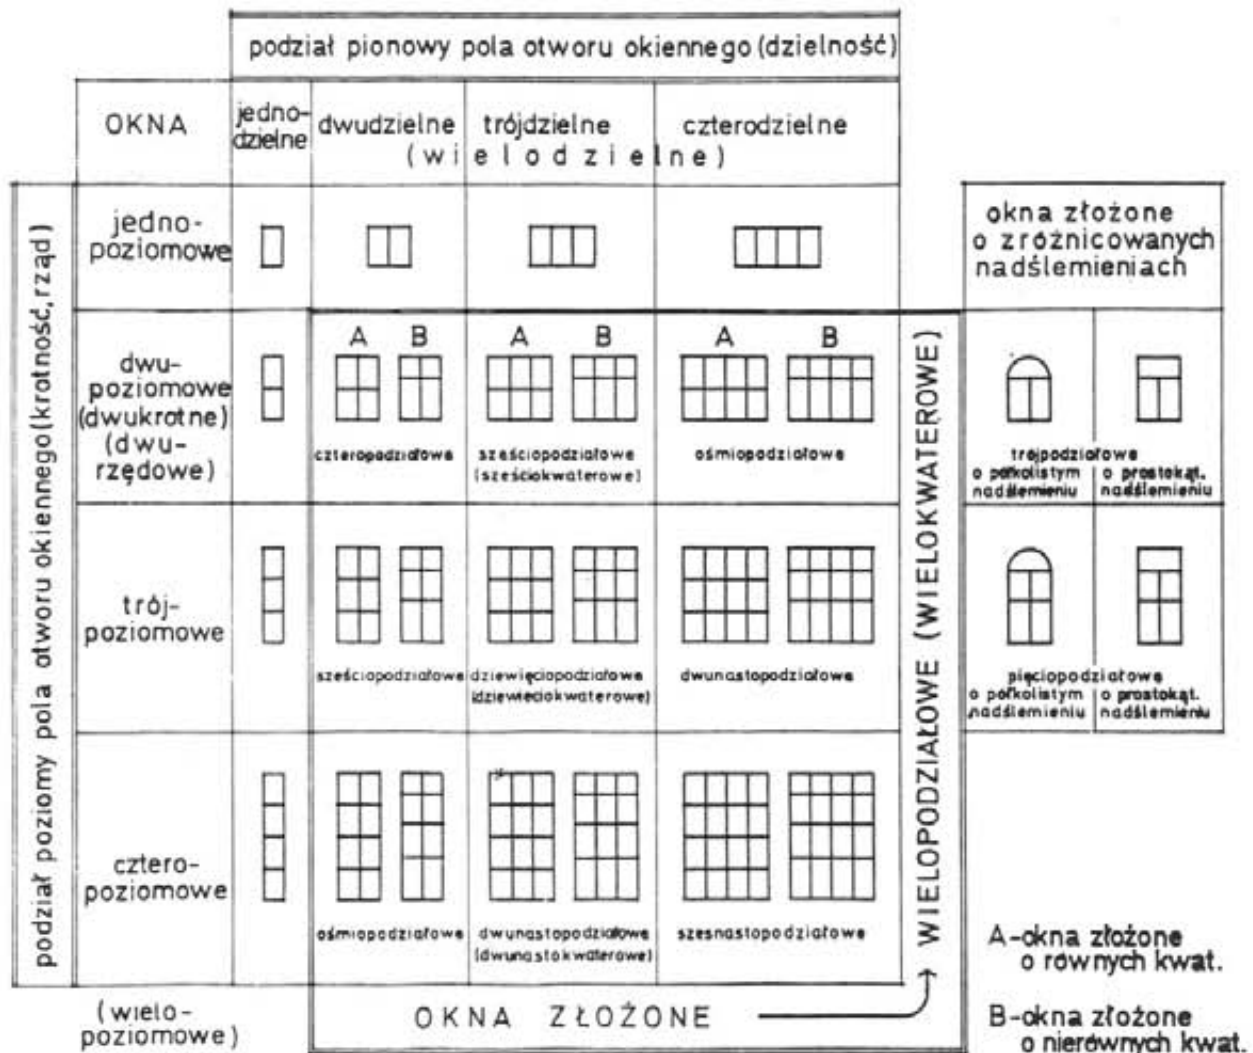 podział pionowy pola otworu okiennego (dzielność)
OKNA
jedno-
dzielne
dwudzielne
trójdzielne
czterodzielne
(wielodzielne)
podział poziomy pola otworu okiennego (krotność, rząd)
jedno-
poziomowe
okna złożone
o zróżnicowanych
nadślemieniach
dwu-
poziomowe
(dwukrotne)
(dwu-
rzędowe)
A B
A B
A B
czteropodziałowe
sześciopodziałowe
(sześciokwaterowe)
ośmiopodziałowe
trójpodziałowe
o półkolistym
nadślemieniu
o prostokąt.
nadślemieniu
trój-
poziomowe
sześciopodziałowe
dziewięciopodziałowe
(dziewięciokwaterowe)
dwunastopodziałowe
pięciopodziałowe
o półkolistym
nadślemieniu
o prostokąt.
nadślemieniu
cztero-
poziomowe
ośmiopodziałowe
dwunastopodziałowe
(dwunastokwaterowe)
szesnastopodziałowe
WIELOPODZIAŁOWE (WIELOKWATEROWE)
(wielo-
poziomowe)
OKNA ZŁOŻONE
A-okna złożone
o równych kwat.
B-okna złożone
o nierównych kwat.